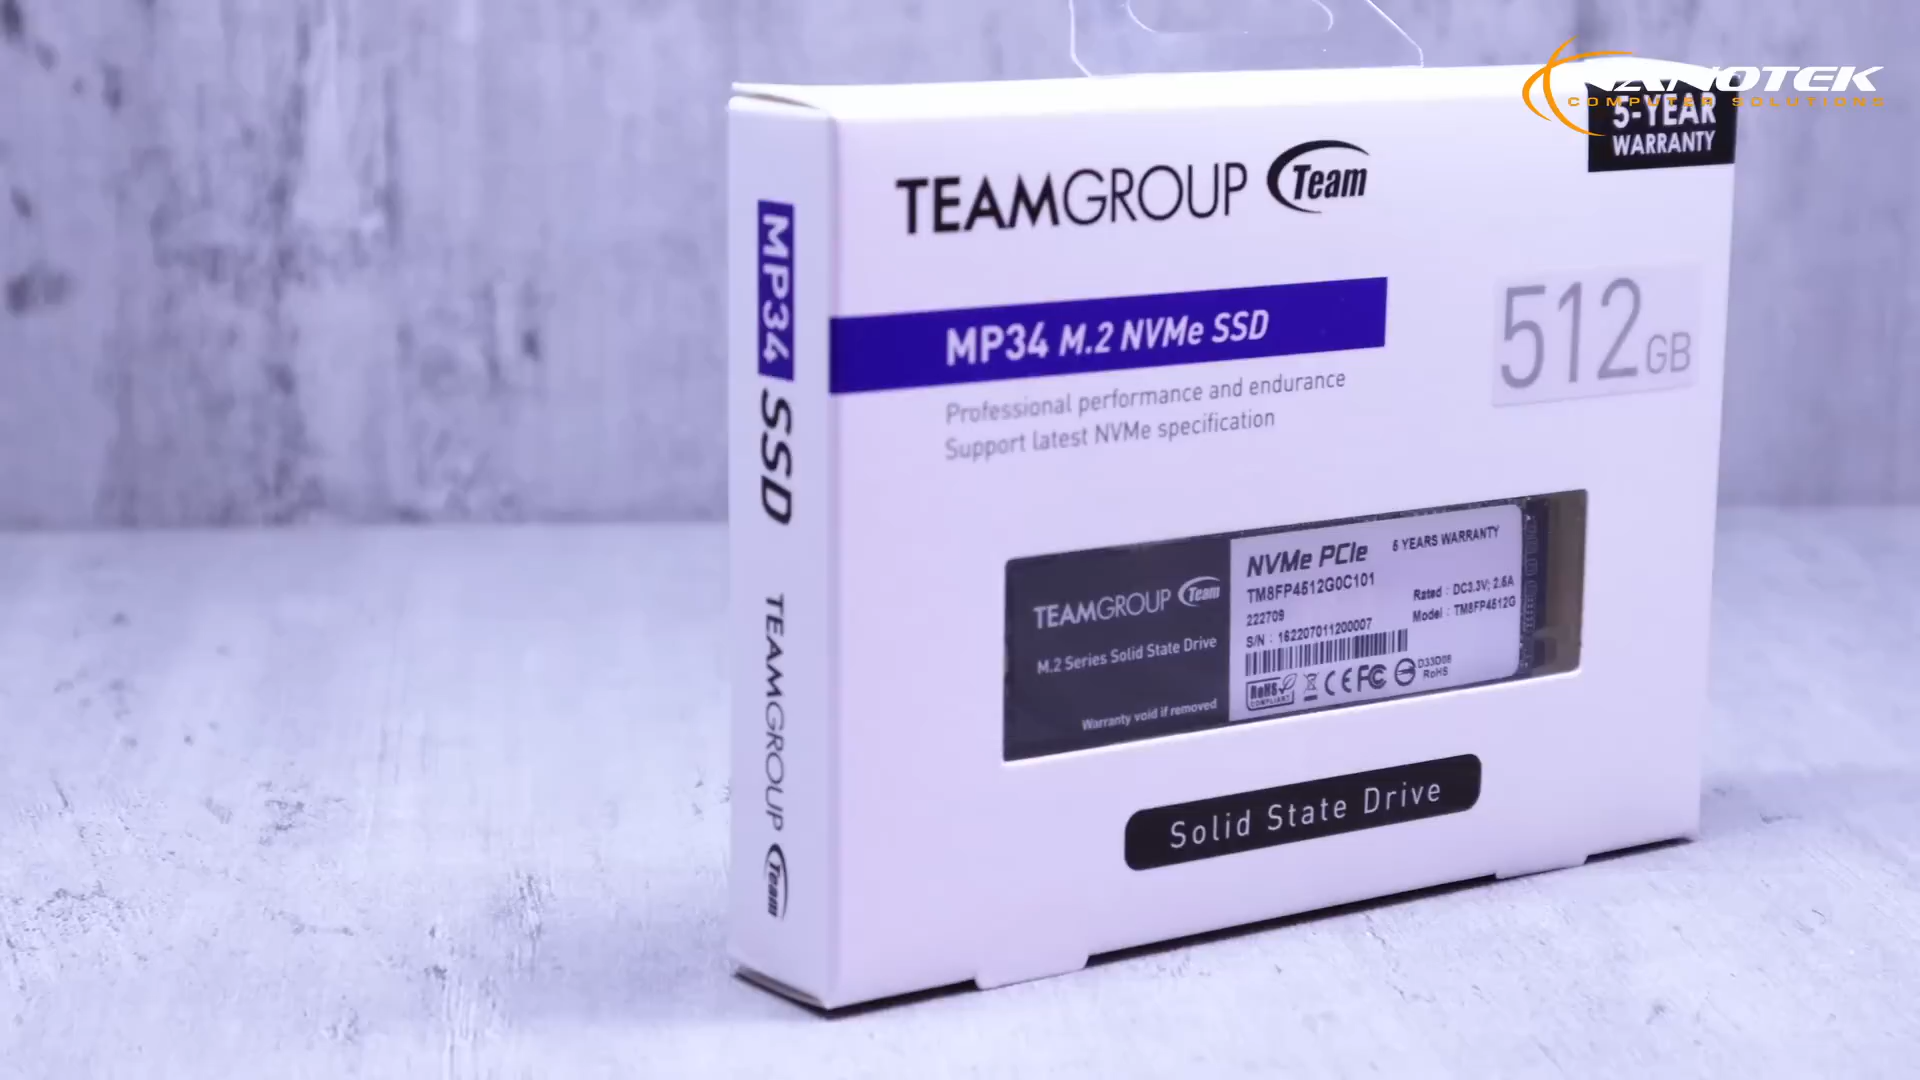 NANOTEK
COMPUTER SOLUTIONS
5-YEAR
WARRANTY
TEAMGROUP Team
MP34 M.2 NVMe SSD
512GB
Professional performance and endurance
Support latest NVMe specification
MP34 SSD TEAMGROUP Team
TEAMGROUP Team
M.2 Series Solid State Drive
Warranty void if removed
NVMe PCIe
5 YEARS WARRANTY
TM8FP4512G0C101
222709
Rated : DC3.3V; 2.5A
Model : TM8FP4512G
S/N : 162207011200007
RoHS
COMPLIANT
CE FC
D33D08
RoHS
Solid State Drive